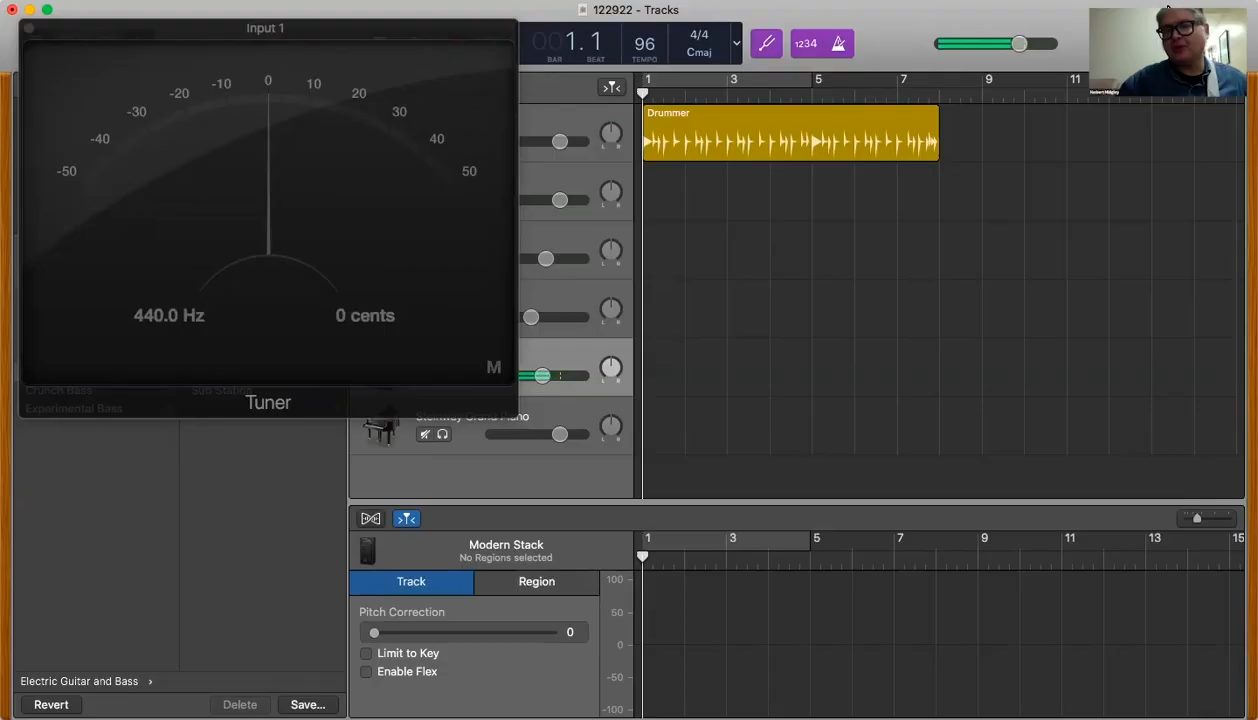 122922 - Tracks
Input 1
001.1
BAR
BEAT
96
TEMPO
4/4
Cmaj
1234
Robert Midgley
-50
-40
-30
-20
-10
0
10
20
30
40
50
440.0 Hz
0 cents
M
Tuner
1
3
5
7
9
11
Drummer
L R
L R
L R
L R
L R
Crunch Bass
Sub Station
Experimental Bass
Steinway Grand Piano
L R
Modern Stack
No Regions selected
1
3
5
7
9
11
13
15
Track
Region
100
50
0
-50
-100
Pitch Correction
0
Limit to Key
Enable Flex
Electric Guitar and Bass ›
Revert
Delete
Save...